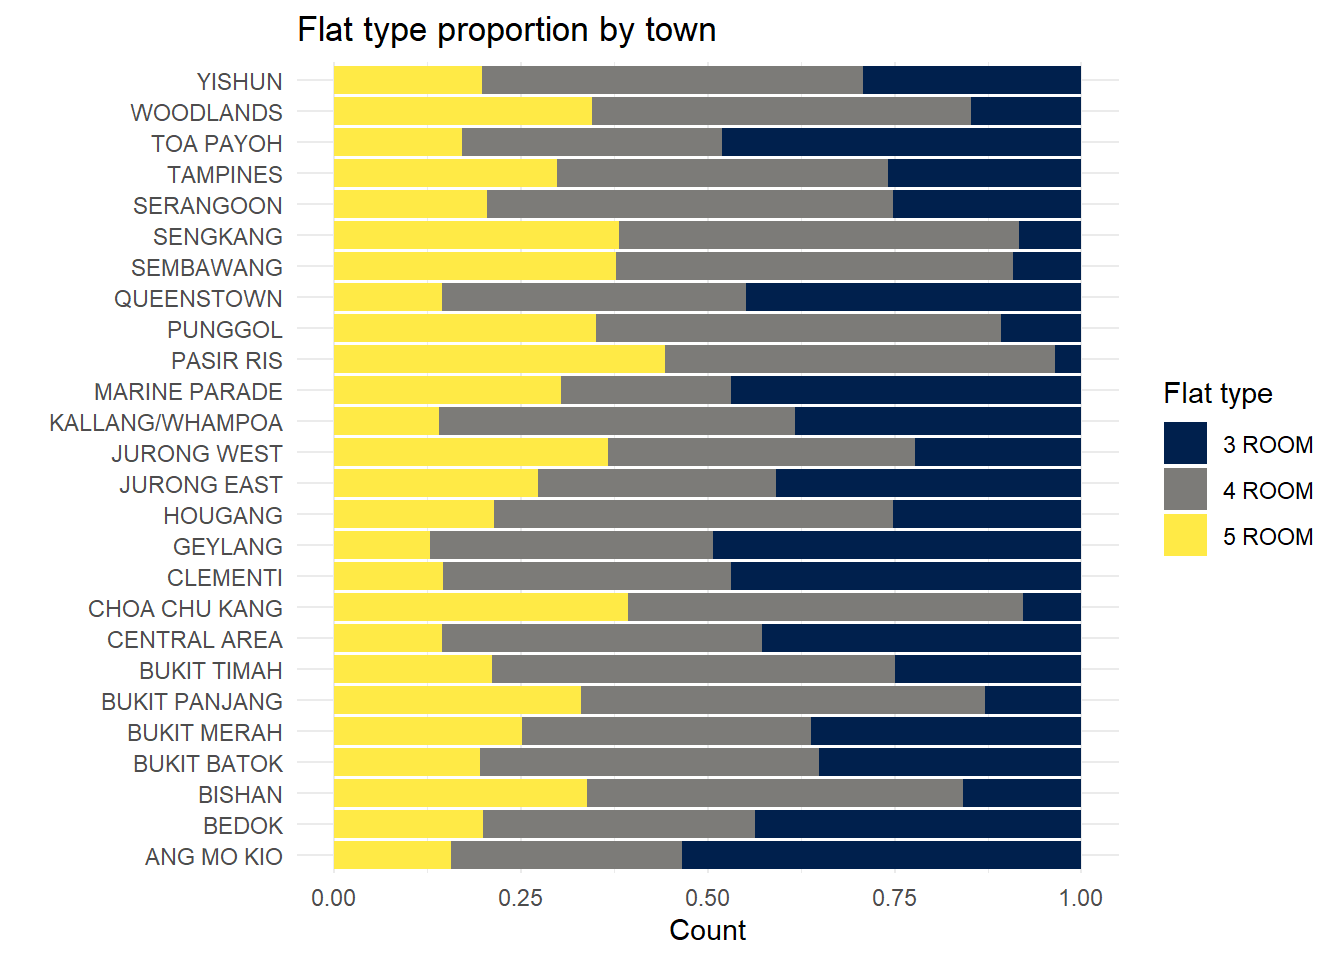 Flat type proportion by town
YISHUN
WOODLANDS
TOA PAYOH
TAMPINES
SERANGOON
SENGKANG
SEMBAWANG
QUEENSTOWN
PUNGGOL
PASIR RIS
MARINE PARADE
KALLANG/WHAMPOA
JURONG WEST
JURONG EAST
HOUGANG
GEYLANG
CLEMENTI
CHOA CHU KANG
CENTRAL AREA
BUKIT TIMAH
BUKIT PANJANG
BUKIT MERAH
BUKIT BATOK
BISHAN
BEDOK
ANG MO KIO
0.00 0.25 0.50 0.75 1.00
Count
Flat type
3 ROOM
4 ROOM
5 ROOM